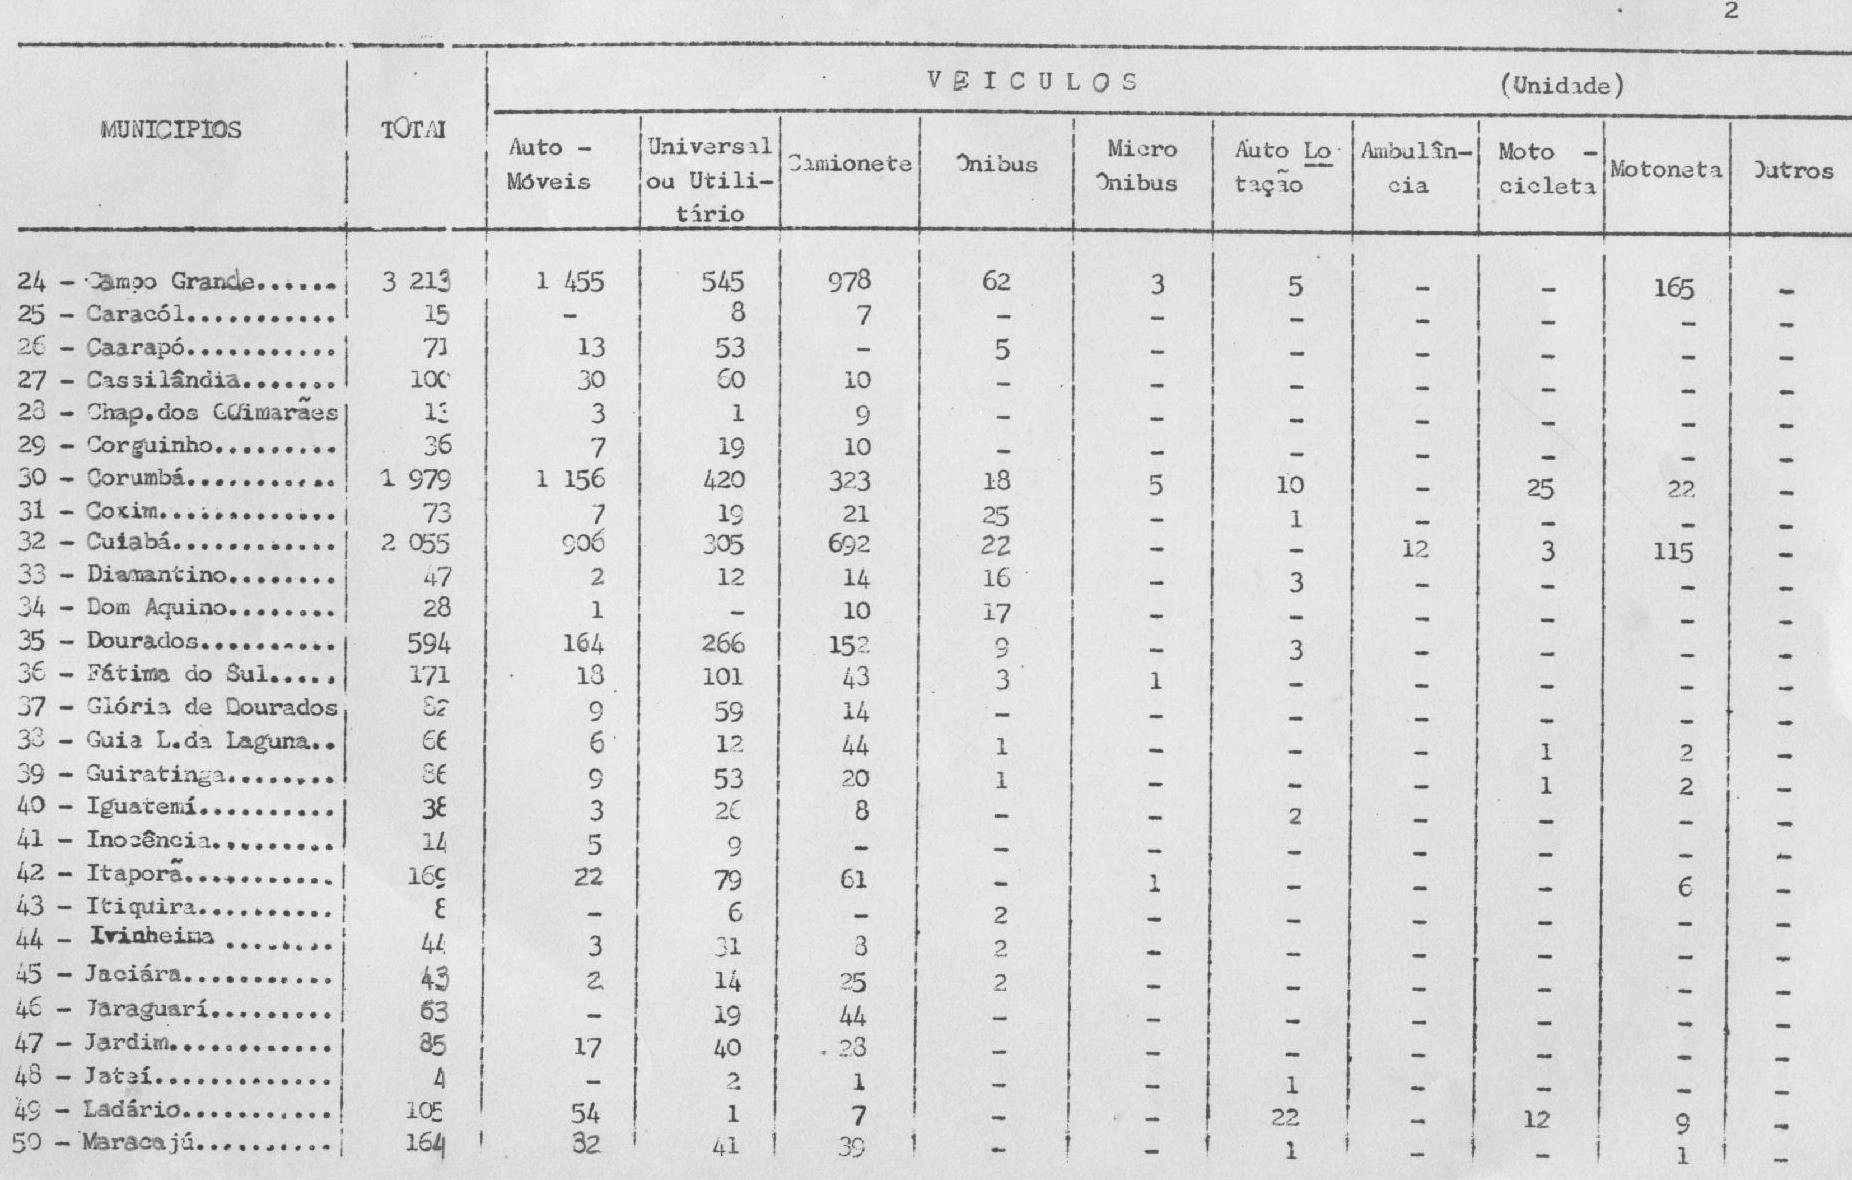 2
VEICULOS (Unidade)
MUNICIPIOS TOTAL Auto - Móveis Universal ou Utili- tário Camionete Ônibus Micro Ônibus Auto Lo tação Ambulân- cia Moto - cicleta Motoneta Outros
24 - Campo Grande...... 3 213 1 455 545 978 62 3 5 - - 165 -
25 - Caracól........... 15 - 8 7 - - - - - - -
26 - Caarapó........... 71 13 53 - 5 - - - - - -
27 - Cassilândia....... 100 30 60 10 - - - - - - -
28 - Chap.dos GUimarães 13 3 1 9 - - - - - - -
29 - Corguinho......... 36 7 19 10 - - - - - - -
30 - Corumbá........... 1 979 1 156 420 323 18 5 10 - 25 22 -
31 - Coxim............. 73 7 19 21 25 - 1 - - - -
32 - Cuiabá............ 2 055 906 305 692 22 - - 12 3 115 -
33 - Diamantino........ 47 2 12 14 16 - 3 - - - -
34 - Dom Aquino........ 28 1 - 10 17 - - - - - -
35 - Dourados.......... 594 164 266 152 9 - 3 - - - -
36 - Fátima do Sul..... 171 18 101 43 3 1 - - - - -
37 - Glória de Dourados 82 9 59 14 - - - - - - -
38 - Guia L.da Laguna.. 66 6 12 44 1 - - - 1 2 -
39 - Guiratinga........ 86 9 53 20 1 - - - 1 2 -
40 - Iguatemí.......... 38 3 26 8 - - 2 - - - -
41 - Inocência......... 14 5 9 - - - - - - - -
42 - Itaporã........... 169 22 79 61 - 1 - - - 6 -
43 - Itiquira.......... 8 - 6 - 2 - - - - - -
44 - Ivinheima ........ 44 3 31 8 2 - - - - - -
45 - Jaciára........... 43 2 14 25 2 - - - - - -
46 - Jaraguarí......... 63 - 19 44 - - - - - - -
47 - Jardim............ 85 17 40 28 - - - - - - -
48 - Jateí............. 4 - 2 1 - - 1 - - - -
49 - Ladário........... 105 54 1 7 - - 22 - 12 9 -
50 - Maracajú.......... 164 82 41 39 - - 1 - - 1 -